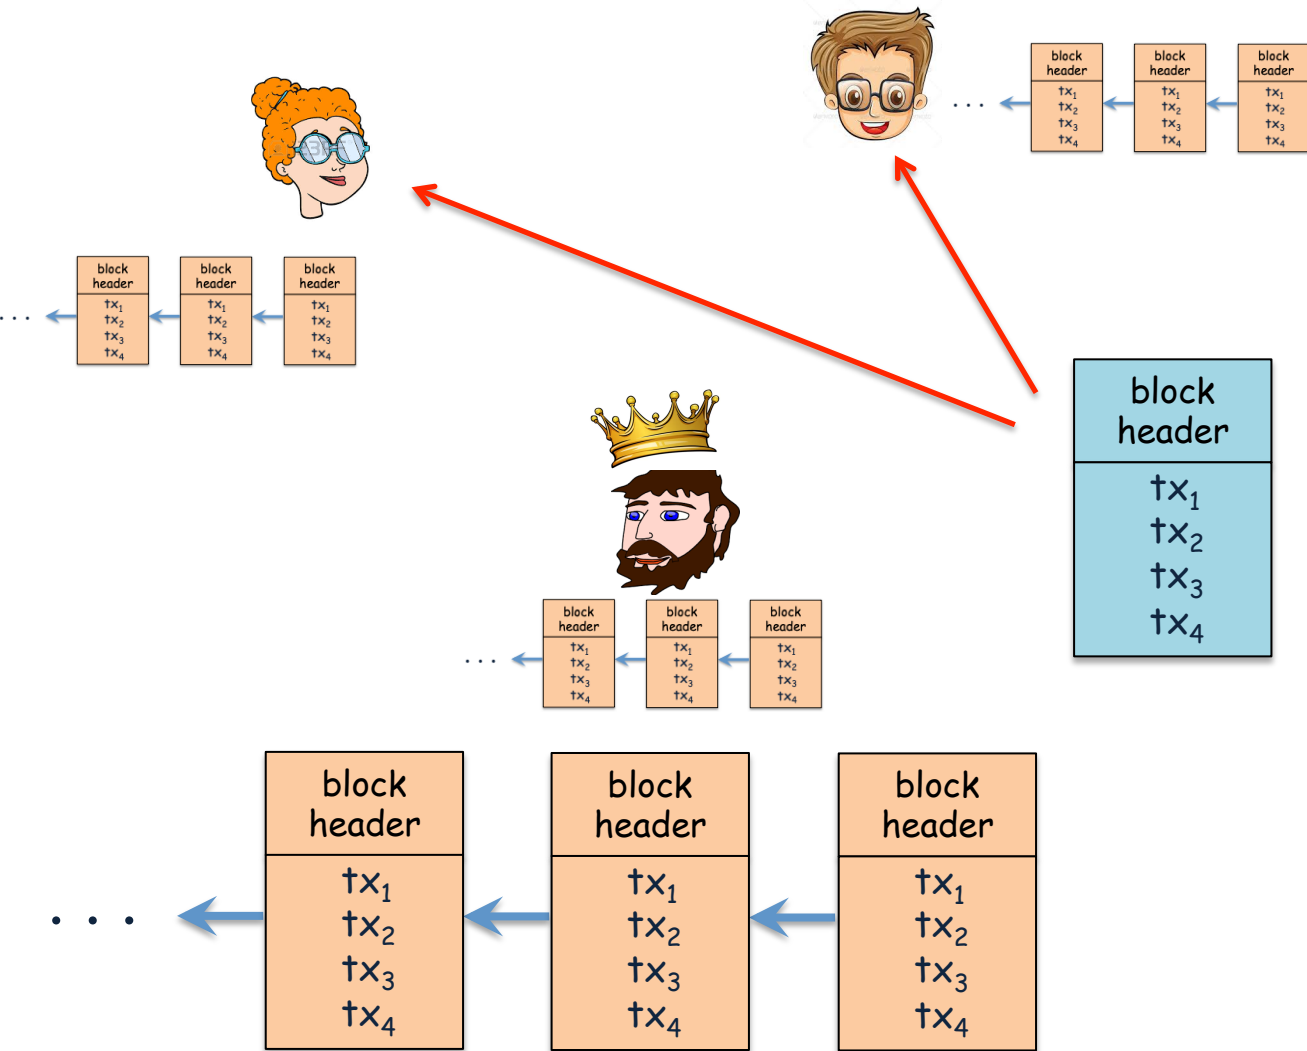 block
header
tx₁
tx₂
tx₃
tx₄
block
header
tx₁
tx₂
tx₃
tx₄
block
header
tx₁
tx₂
tx₃
tx₄
. . .
block
header
tx₁
tx₂
tx₃
tx₄
block
header
tx₁
tx₂
tx₃
tx₄
block
header
tx₁
tx₂
tx₃
tx₄
. . .
block
header
tx₁
tx₂
tx₃
tx₄
block
header
tx₁
tx₂
tx₃
tx₄
block
header
tx₁
tx₂
tx₃
tx₄
block
header
tx₁
tx₂
tx₃
tx₄
. . .
block
header
tx₁
tx₂
tx₃
tx₄
block
header
tx₁
tx₂
tx₃
tx₄
block
header
tx₁
tx₂
tx₃
tx₄
. . .